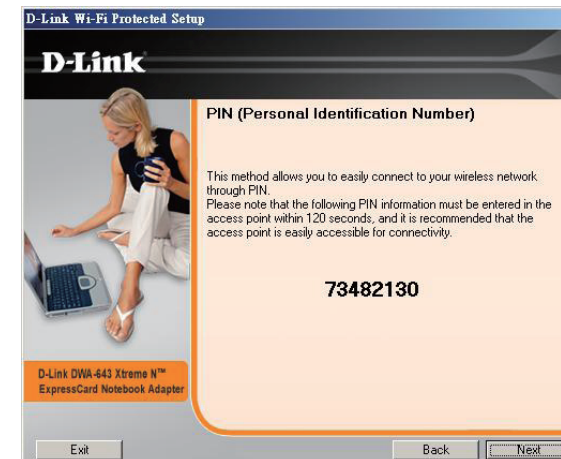 D-Link Wi-Fi Protected Setup
D-Link
PIN (Personal Identification Number)
This method allows you to easily connect to your wireless network
through PIN.
Please note that the following PIN information must be entered in the
access point within 120 seconds, and it is recommended that the
access point is easily accessible for connectivity.
73482130
D-Link DWA-643 Xtreme N™
ExpressCard Notebook Adapter
Exit
Back
Next